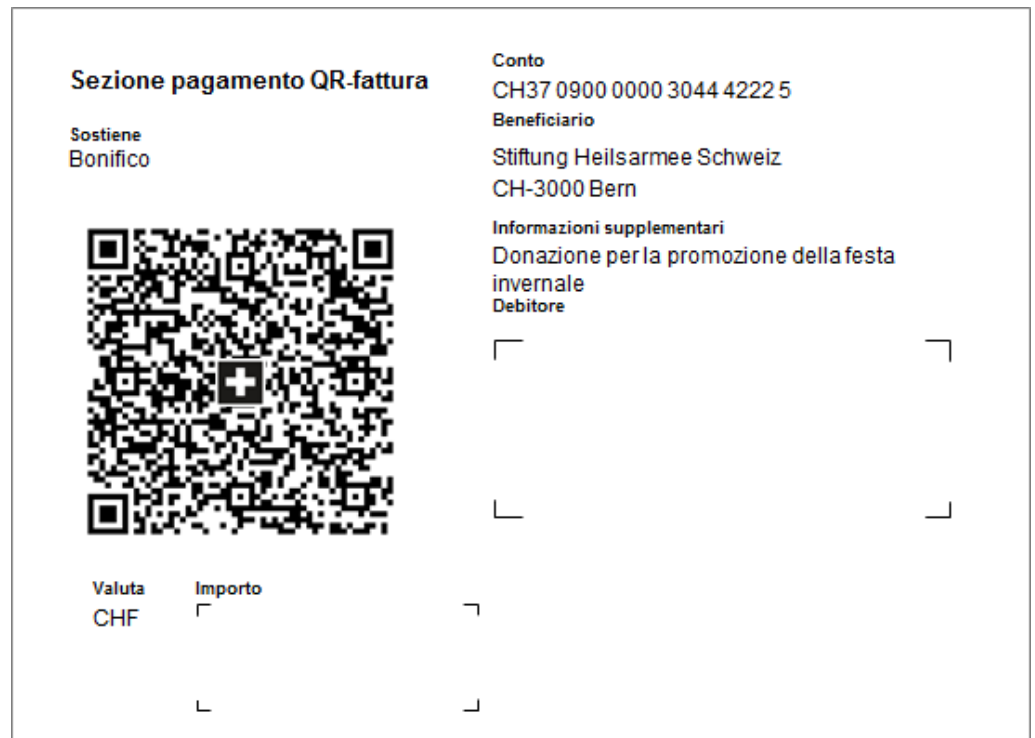 Sezione pagamento QR-fattura
Sostiene
Bonifico
Valuta
CHF
Importo
Conto
CH37 0900 0000 3044 4222 5
Beneficiario
Stiftung Heilsarmee Schweiz
CH-3000 Bern
Informazioni supplementari
Donazione per la promozione della festa
invernale
Debitore